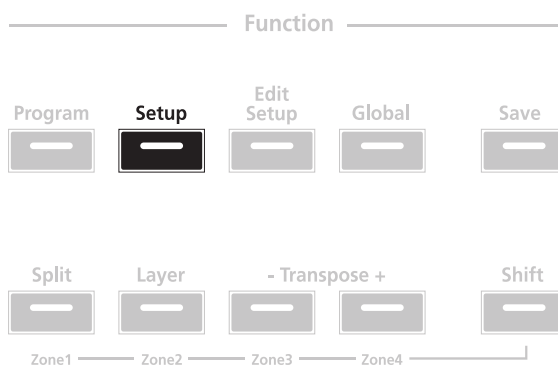 Function
Program Setup Edit Setup Global Save
Split Layer - Transpose + Shift
Zone1 Zone2 Zone3 Zone4